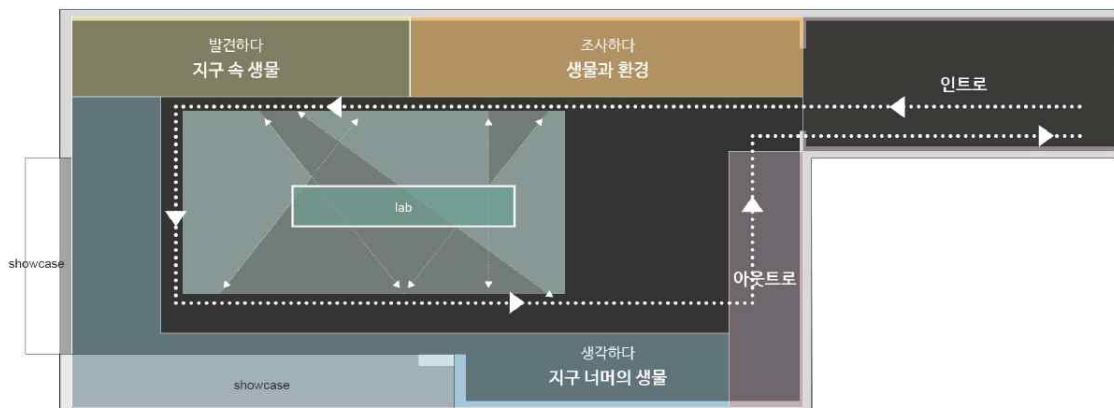 발견하다
지구 속 생물
조사하다
생물과 환경
인트로
lab
showcase
아웃트로
생각하다
지구 너머의 생물
showcase